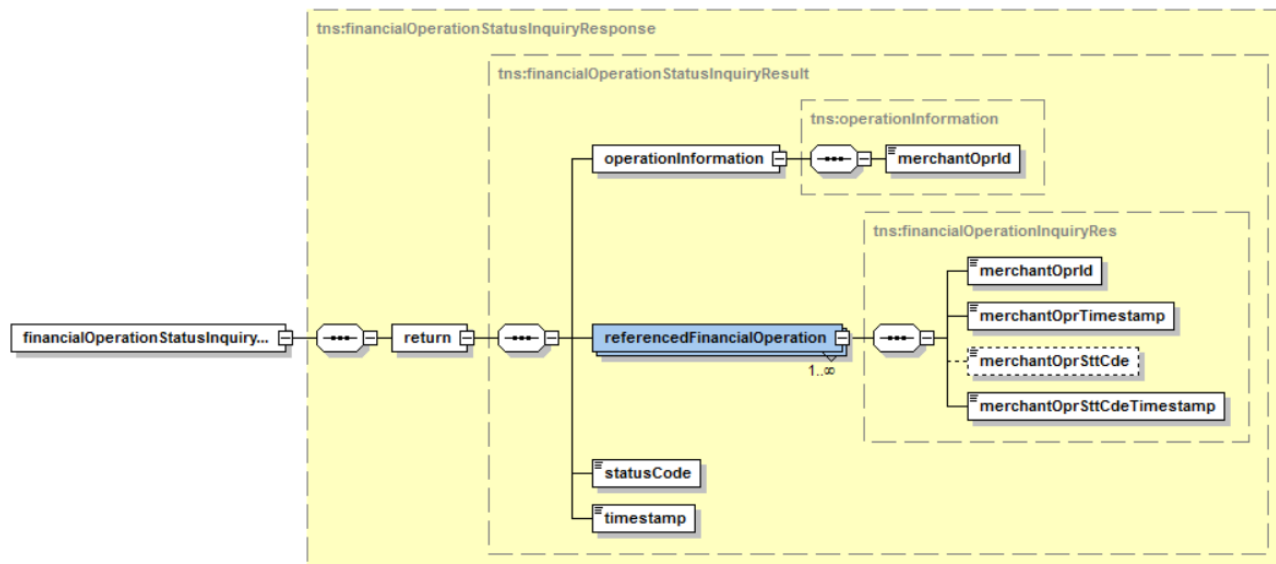 tns:financialOperationStatusInquiryResponse
tns:financialOperationStatusInquiryResult
tns:operationInformation
operationInformation
merchantOprId
tns:financialOperationInquiryRes
merchantOprId
merchantOprTimestamp
financialOperationStatusInquiry...
return
referencedFinancialOperation
merchantOprSttCde
1..∞
merchantOprSttCdeTimestamp
statusCode
timestamp